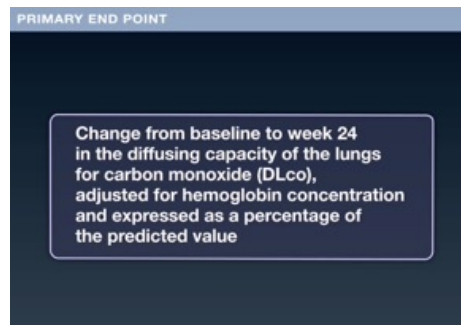 PRIMARY END POINT
Change from baseline to week 24
in the diffusing capacity of the lungs
for carbon monoxide (DLco),
adjusted for hemoglobin concentration
and expressed as a percentage of
the predicted value